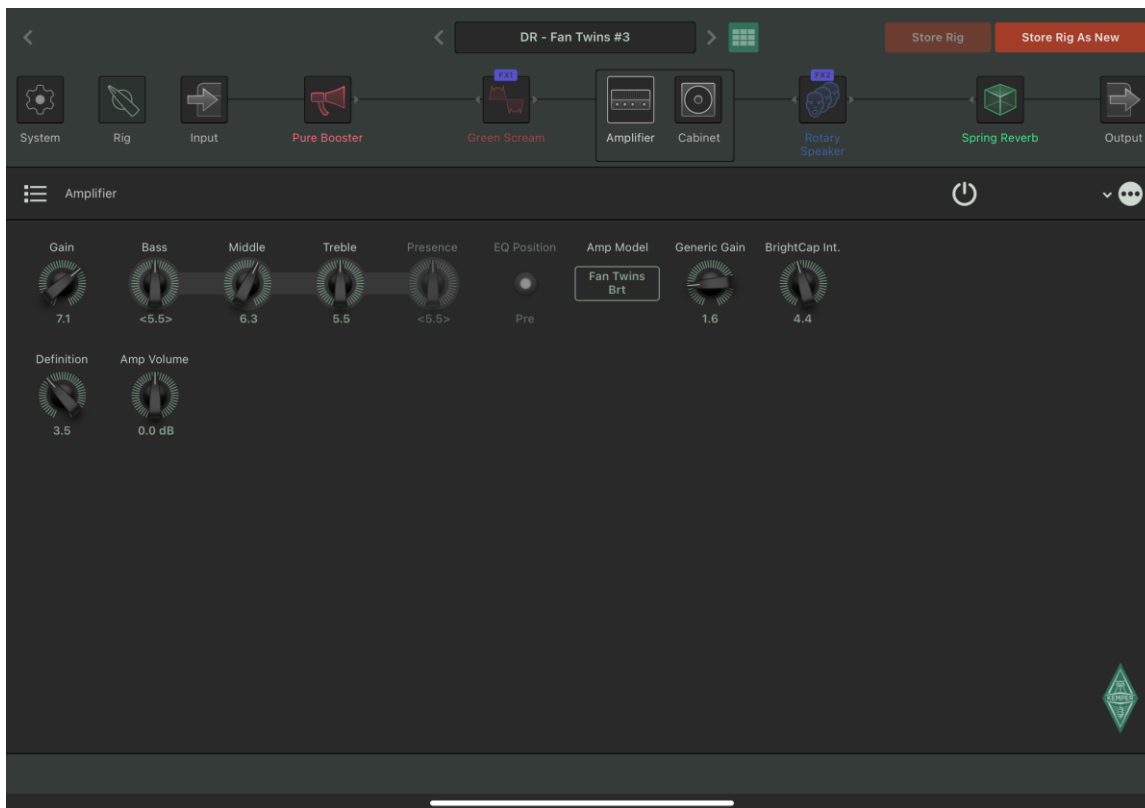 DR - Fan Twins #3
Store Rig
Store Rig As New
FX1
FX2
System
Rig
Input
Pure Booster
Green Scream
Amplifier
Cabinet
Rotary
Speaker
Spring Reverb
Output
Amplifier
Gain
Bass
Middle
Treble
Presence
EQ Position
Amp Model
Generic Gain
BrightCap Int.
Fan Twins
Brt
7.1
<5.5>
6.3
5.5
<5.5>
Pre
1.6
4.4
Definition
Amp Volume
3.5
0.0 dB
KEMPER